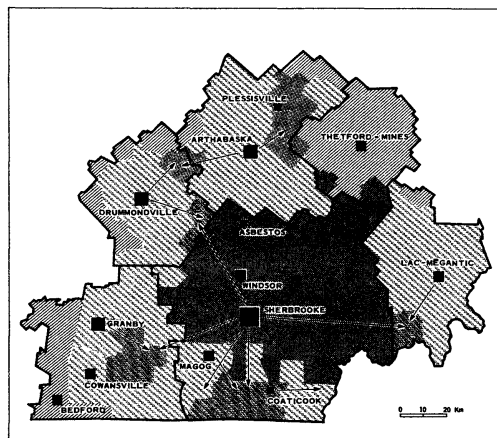 PLESSISVILLE
THETFORD-MINES
ARTHABASKA
DRUMMONDVILLE
ASBESTOS
LAC-MEGANTIC
WINDSOR
SHERBROOKE
GRANBY
MAGOG
COWANSVILLE
COATICOOK
BEDFORD
0 10 20 Km